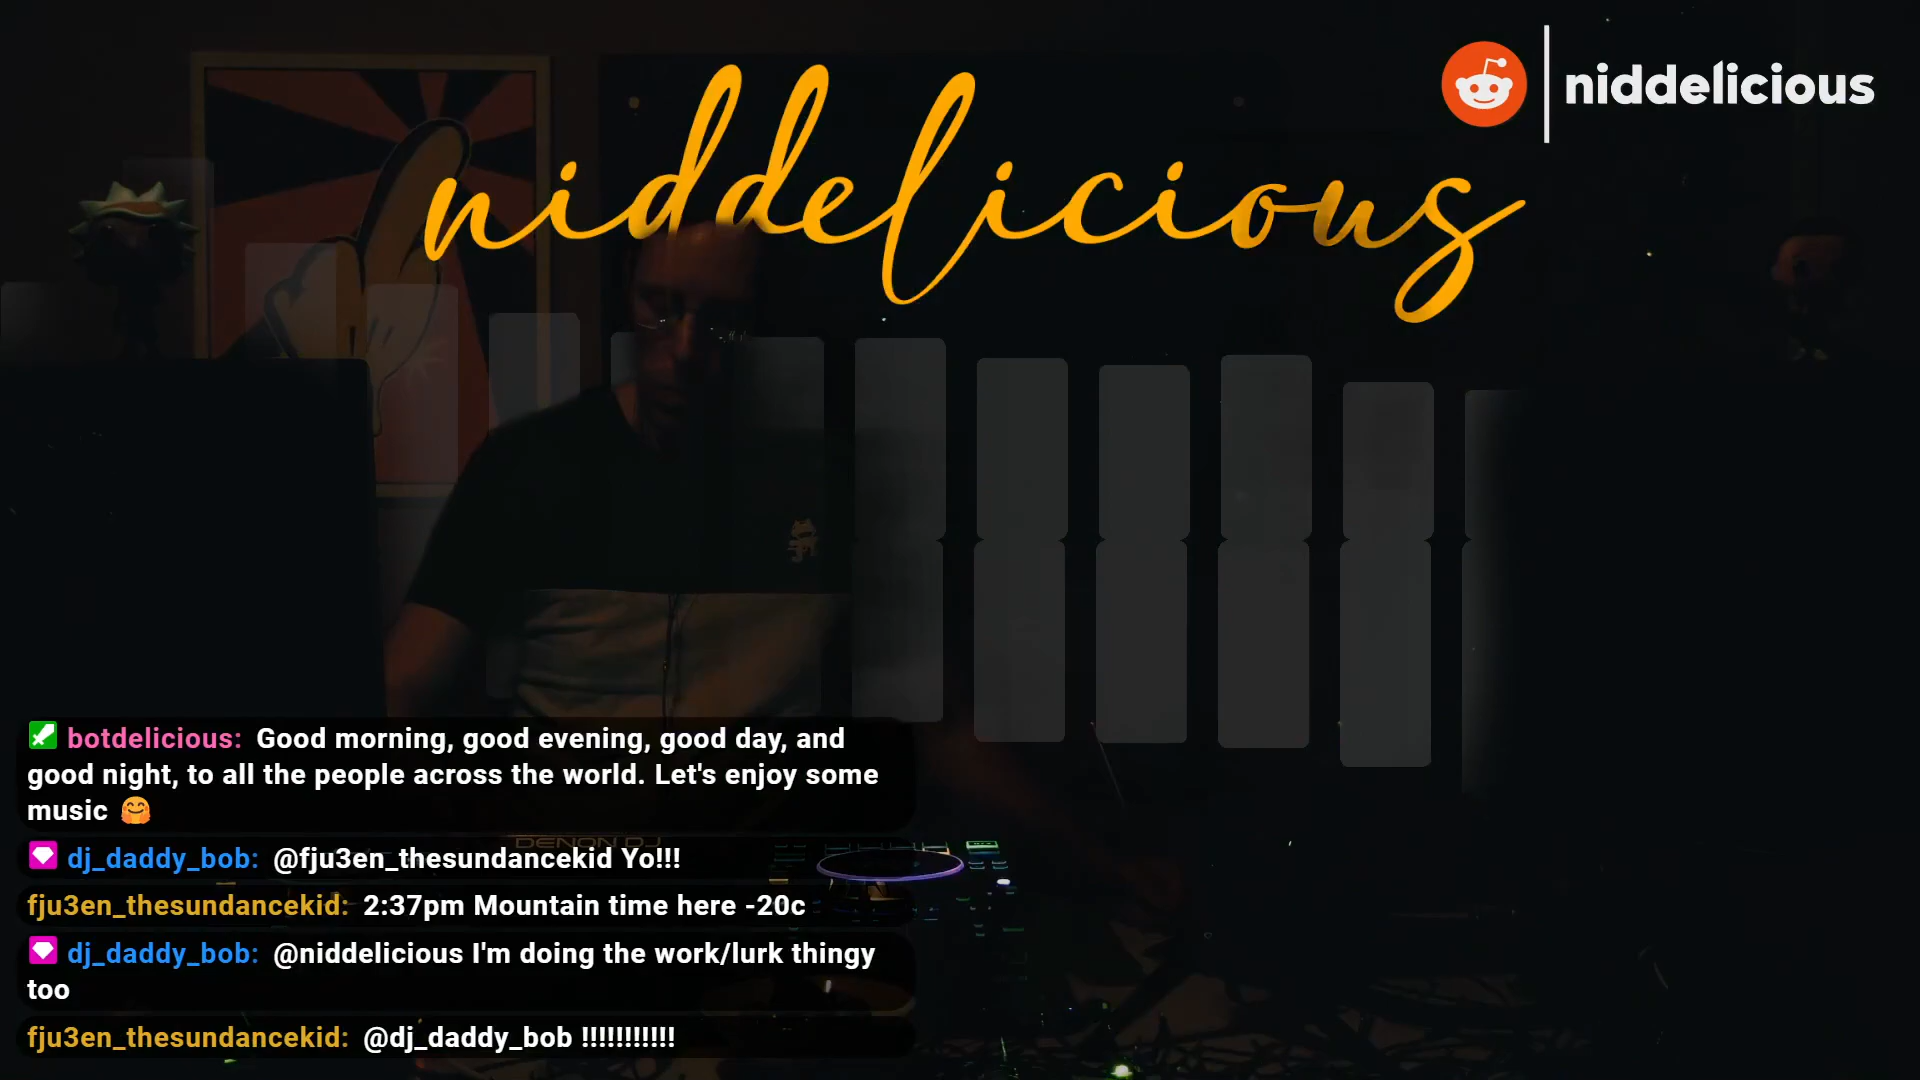 niddelicious
niddelicious
botdelicious: Good morning, good evening, good day, and
good night, to all the people across the world. Let's enjoy some
music 🤗
DENON DJ
dj_daddy_bob: @fju3en_thesundancekid Yo!!!
fju3en_thesundancekid: 2:37pm Mountain time here -20c
dj_daddy_bob: @niddelicious I'm doing the work/lurk thingy
too
fju3en_thesundancekid: @dj_daddy_bob !!!!!!!!!!!